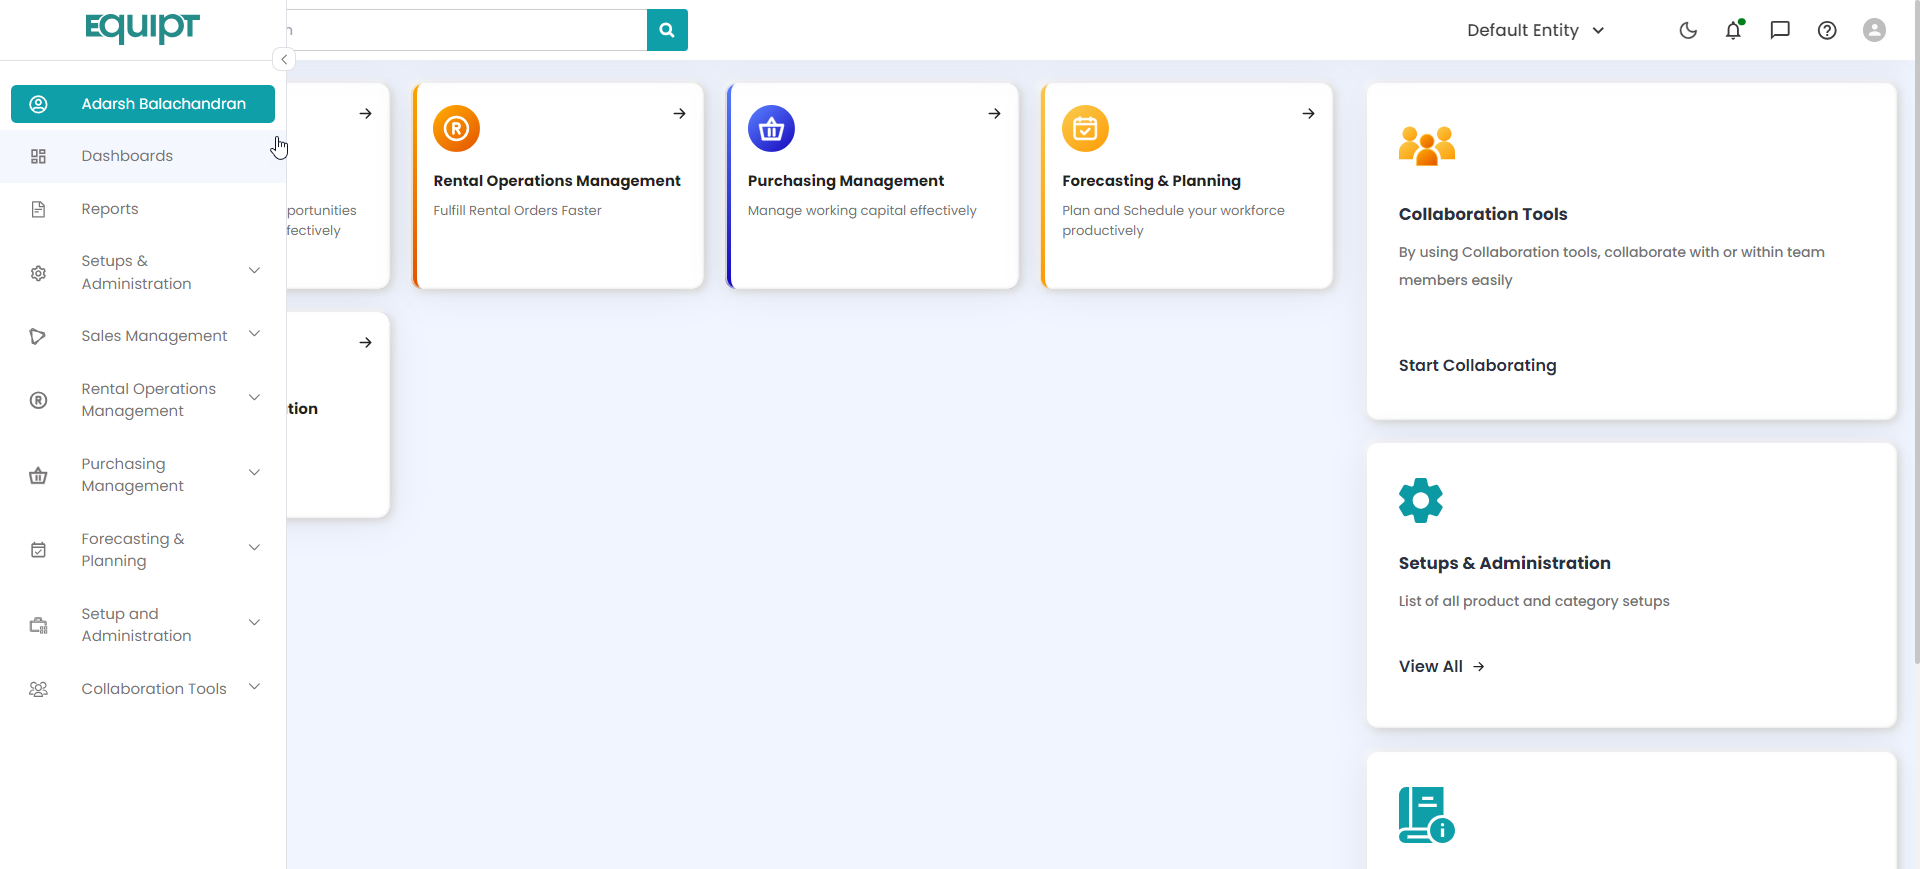 EQUIPT
Default Entity
Adarsh Balachandran
Dashboards
Reports
Setups &
Administration
Sales Management
Rental Operations
Management
Purchasing
Management
Forecasting &
Planning
Setup and
Administration
Collaboration Tools
portunities
fectively
tion
Rental Operations Management
Fulfill Rental Orders Faster
Purchasing Management
Manage working capital effectively
Forecasting & Planning
Plan and Schedule your workforce
productively
Collaboration Tools
By using Collaboration tools, collaborate with or within team
members easily
Start Collaborating
Setups & Administration
List of all product and category setups
View All